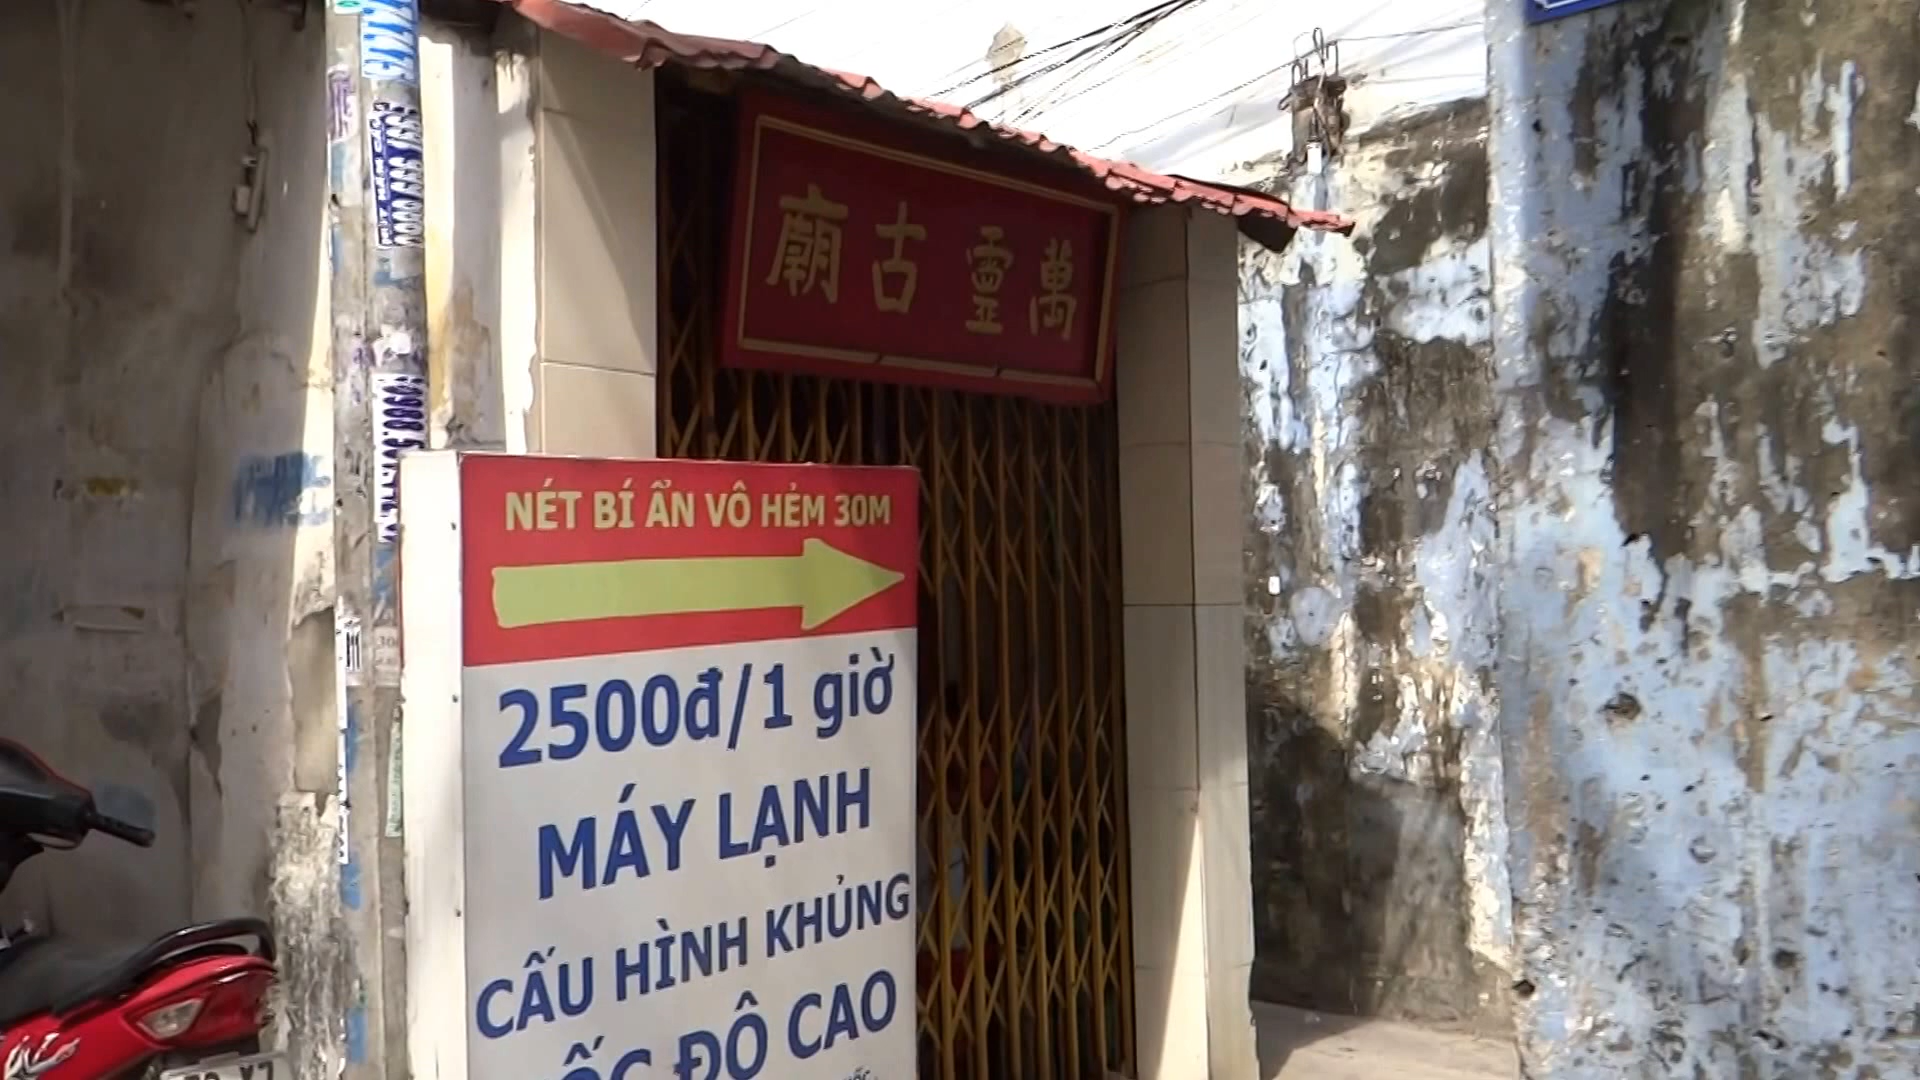 廟古靈萬
NÉT BÍ ẨN VÔ HẺM 30M
2500đ/1 giờ
MÁY LẠNH
CẤU HÌNH KHỦNG
ỐC ĐỘ CAO